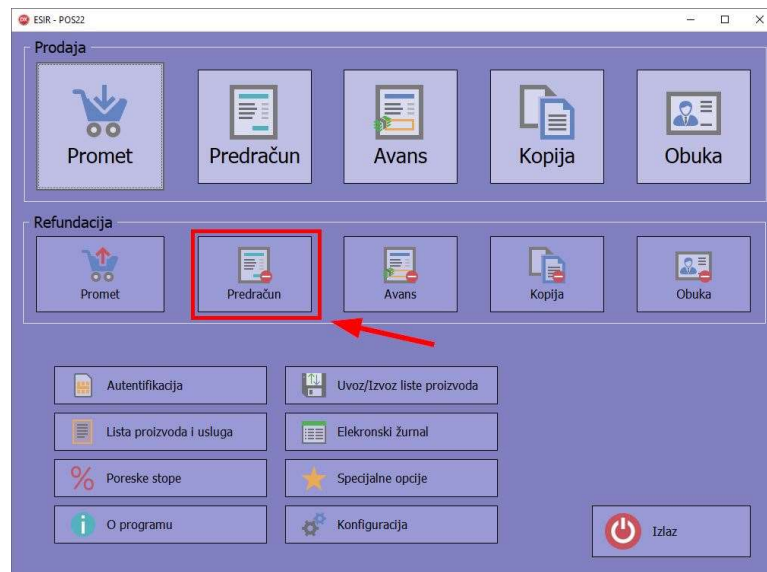 ESIR - POS22
Prodaja
Promet
Predračun
Avans
Kopija
Obuka
Refundacija
Promet
Predračun
Avans
Kopija
Obuka
Autentifikacija
Uvoz/Izvoz liste proizvoda
Lista proizvoda i usluga
Elekronski žurnal
Poreske stope
Specijalne opcije
O programu
Konfiguracija
Izlaz